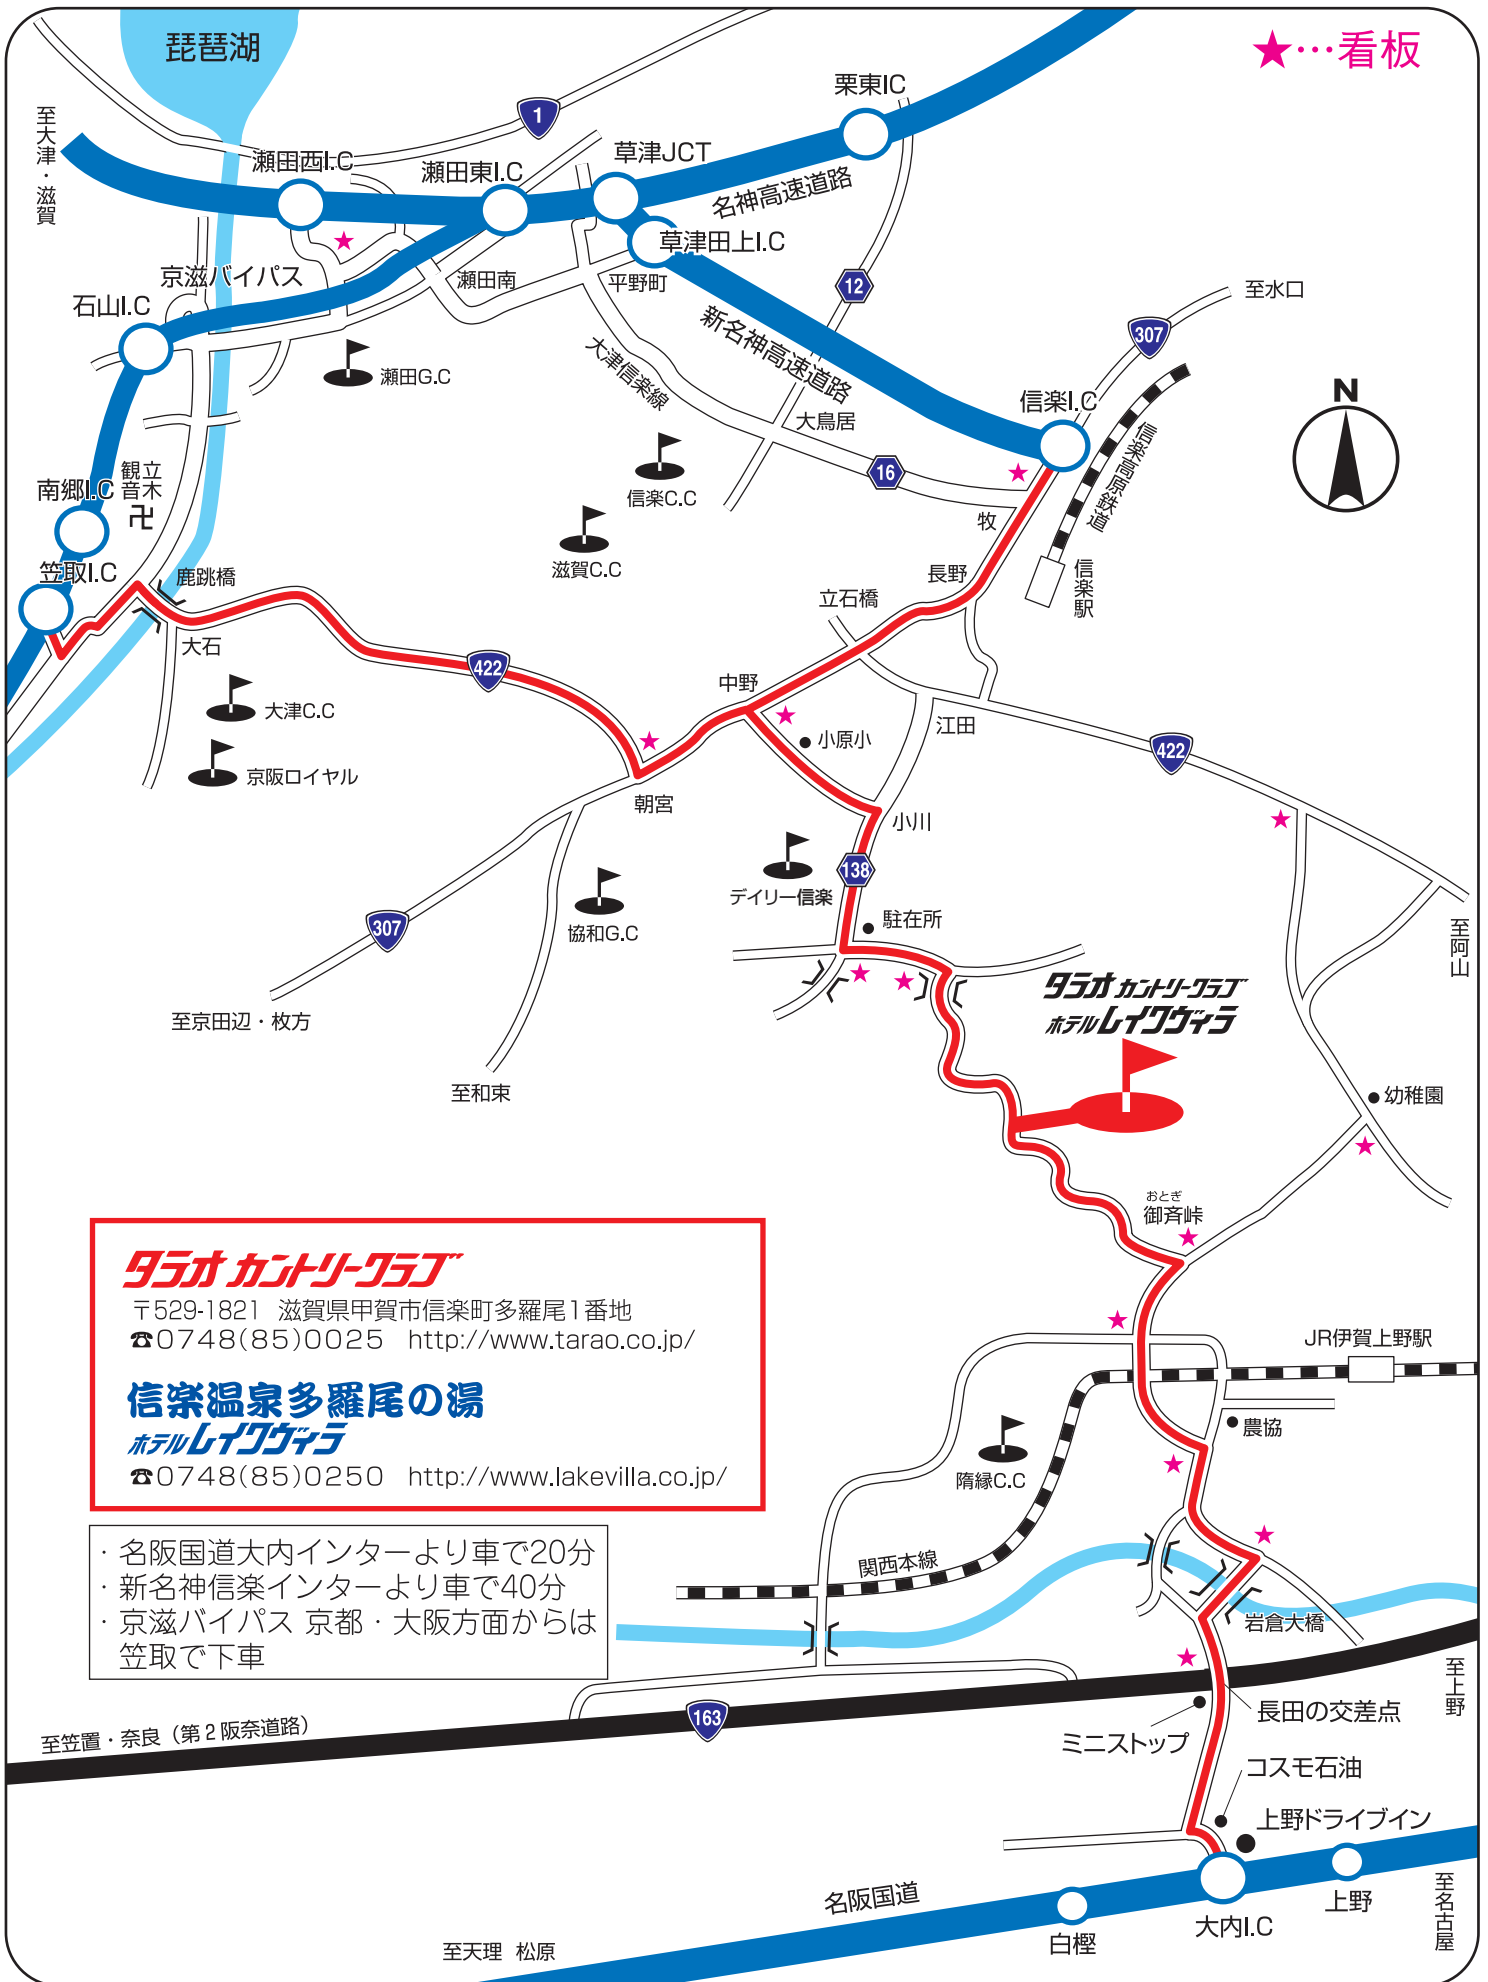 琵琶湖
★…看板
栗東IC
1
至大津・滋賀
草津JCT
瀬田西I.C
瀬田東I.C
名神高速道路
草津田上I.C
京滋バイパス
瀬田南
平野町
12
至水口
石山I.C
新名神高速道路
307
大津信楽線
瀬田G.C
N
信楽I.C
大鳥居
信楽高原鉄道
16
信楽C.C
立木観音
卍
南郷I.C
牧
滋賀C.C
笠取I.C
鹿跳橋
長野
信楽駅
立石橋
大石
422
中野
大津C.C
江田
小原小
422
京阪ロイヤル
朝宮
小川
138
デイリー信楽
307
協和G.C
駐在所
至阿山
タラオ カントリークラブ
ホテル レイクヴィラ
至京田辺・枚方
至和束
幼稚園
おとぎ
御斉峠
タラオ カントリークラブ
〒529-1821 滋賀県甲賀市信楽町多羅尾1番地
☎0748(85)0025 http://www.tarao.co.jp/
信楽温泉多羅尾の湯
ホテル レイクヴィラ
☎0748(85)0250 http://www.lakevilla.co.jp/
JR伊賀上野駅
農協
隋縁C.C
・名阪国道大内インターより車で20分
・新名神信楽インターより車で40分
・京滋バイパス 京都・大阪方面からは
笠取で下車
関西本線
岩倉大橋
至上野
163
至笠置・奈良(第2阪奈道路)
長田の交差点
ミニストップ
コスモ石油
上野ドライブイン
名阪国道
上野
大内I.C
白樫
至名古屋
至天理 松原